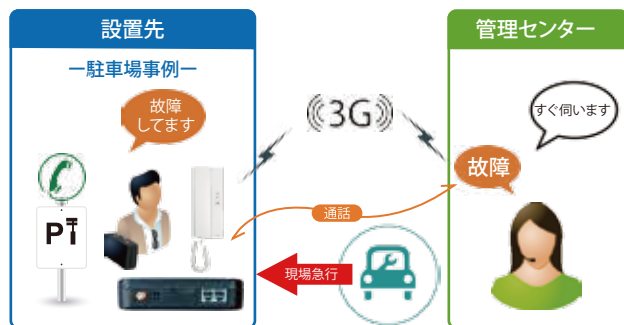 設置先
ー駐車場事例ー
故障
してます
P
3G
通話
現場急行
管理センター
すぐ伺います
故障